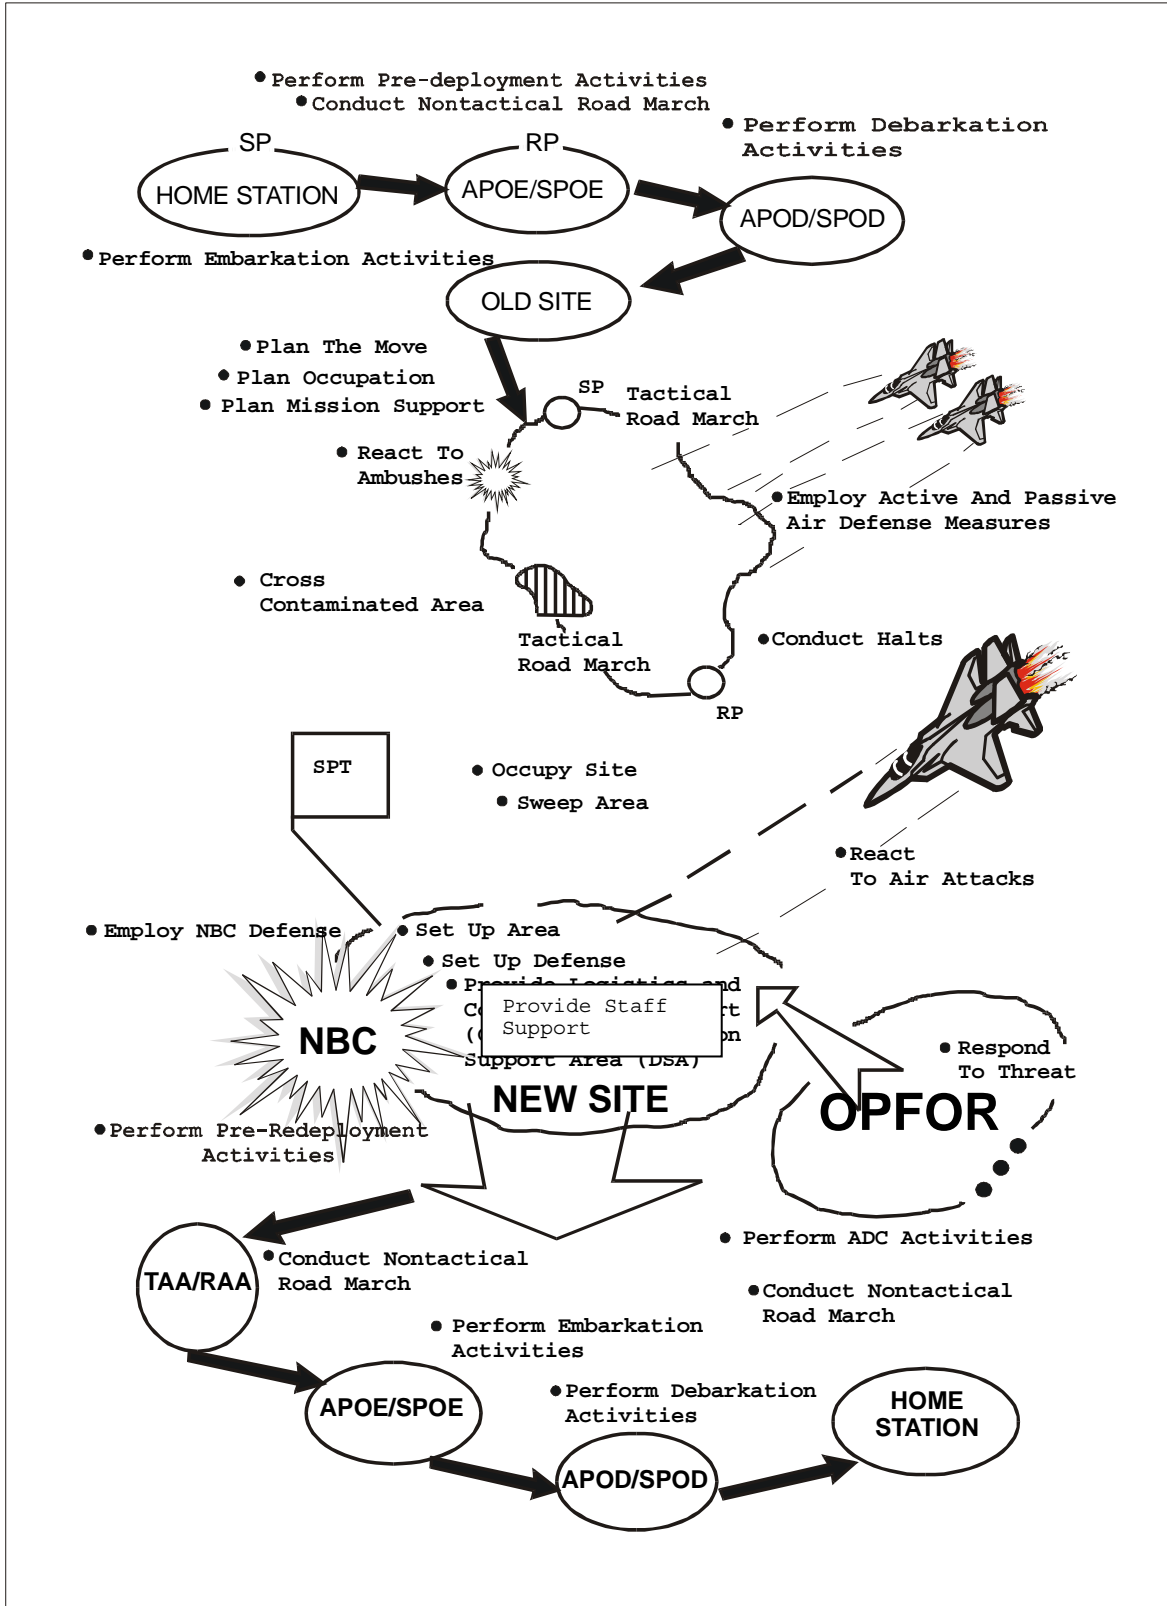 ● Perform Pre-deployment Activities
● Conduct Nontactical Road March
● Perform Debarkation
Activities
SP
HOME STATION
RP
APOE/SPOE
APOD/SPOD
● Perform Embarkation Activities
OLD SITE
● Plan The Move
● Plan Occupation
● Plan Mission Support
SP
Tactical
Road March
● React To
Ambushes
● Employ Active And Passive
Air Defense Measures
● Cross
Contaminated Area
Tactical
Road March
● Conduct Halts
RP
SPT
● Occupy Site
● Sweep Area
● React
To Air Attacks
● Employ NBC Defense
● Set Up Area
● Set Up Defense
● Provide Logistics and
Provide Staff
Support
Support Area (DSA)
NBC
NEW SITE
● Respond
To Threat
OPFOR
● Perform Pre-Redeployment
Activities
● Perform ADC Activities
TAA/RAA
● Conduct Nontactical
Road March
● Conduct Nontactical
Road March
● Perform Embarkation
Activities
APOE/SPOE
● Perform Debarkation
Activities
APOD/SPOD
HOME
STATION